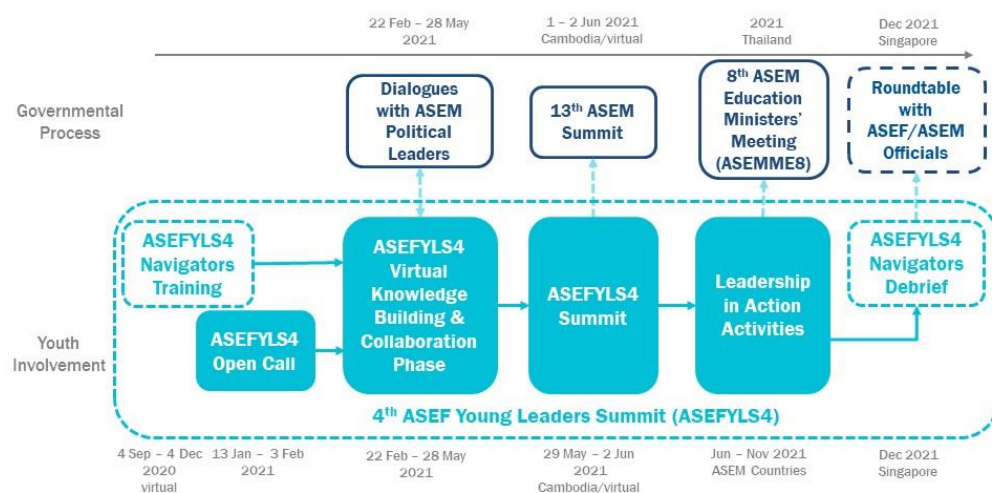 22 Feb – 28 May
2021
1 – 2 Jun 2021
Cambodia/virtual
2021
Thailand
Dec 2021
Singapore
Governmental
Process
Dialogues
with ASEM
Political
Leaders
13th ASEM
Summit
8th ASEM
Education
Ministers’
Meeting
(ASEMME8)
Roundtable
with
ASEF/ASEM
Officials
Youth
Involvement
ASEFYLS4
Navigators
Training
ASEFYLS4
Open Call
ASEFYLS4
Virtual
Knowledge
Building &
Collaboration
Phase
ASEFYLS4
Summit
Leadership
in Action
Activities
ASEFYLS4
Navigators
Debrief
4th ASEF Young Leaders Summit (ASEFYLS4)
4 Sep – 4 Dec
2020
virtual
13 Jan – 3 Feb
2021
22 Feb – 28 May
2021
29 May – 2 Jun
2021
Cambodia/virtual
Jun – Nov 2021
ASEM Countries
Dec 2021
Singapore